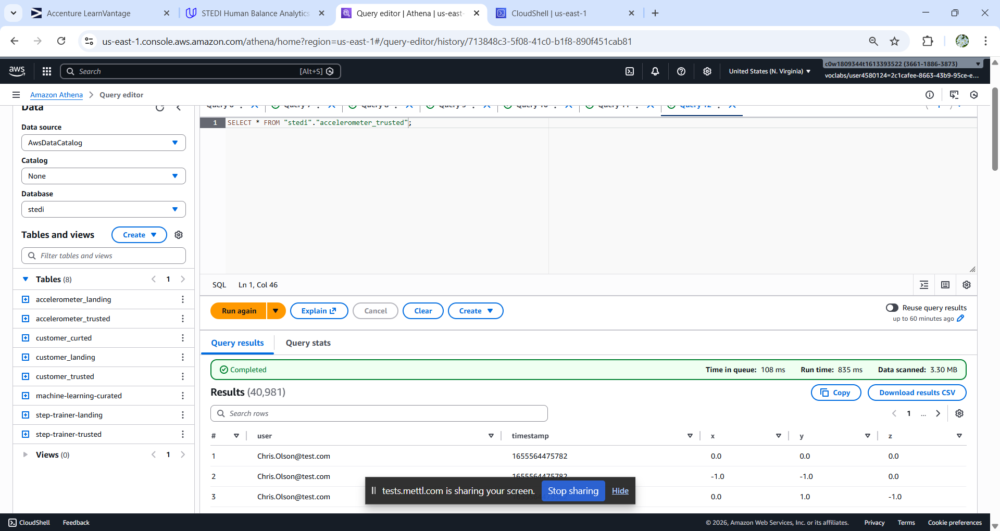 Accenture LearnVantage
STEDI Human Balance Analytics
Query editor | Athena | us-east-
CloudShell | us-east-1
us-east-1.console.aws.amazon.com/athena/home?region=us-east-1#/query-editor/history/713848c3-5f08-41c0-b1f8-890f451cab81
aws
Search
[Alt+S]
United States (N. Virginia)
c0w1809344t1613393522 (3661-1886-3873)
voclabs/user4580124=2c1cafee-8663-43b9-95ce-e...
Amazon Athena
Query editor
Data
Data source
AwsDataCatalog
Catalog
None
Database
stedi
Tables and views
Create
Filter tables and views
Tables (8)
1
accelerometer_landing
accelerometer_trusted
customer_curted
customer_landing
customer_trusted
machine-learning-curated
step-trainer-landing
step-trainer-trusted
Views (0)
1
Query 7
Query 8
Query 9
Query 10
Query 11
Query 12
1 SELECT * FROM "stedi"."accelerometer_trusted";
SQL
Ln 1, Col 46
Run again
Explain
Cancel
Clear
Create
Reuse query results
up to 60 minutes ago
Query results
Query stats
Completed
Time in queue: 108 ms
Run time: 835 ms
Data scanned: 3.30 MB
Results (40,981)
Copy
Download results CSV
Search rows
1
...
# user timestamp x y z
1 Chris.Olson@test.com 1655564475782 0.0 0.0 0.0
2 Chris.Olson@test.com 1655564475782 -1.0 -1.0 0.0
3 Chris.Olson@test.com 0.0 1.0 -1.0
tests.mettl.com is sharing your screen.
Stop sharing
Hide
CloudShell
Feedback
© 2026, Amazon Web Services, Inc. or its affiliates.
Privacy
Terms
Cookie preferences